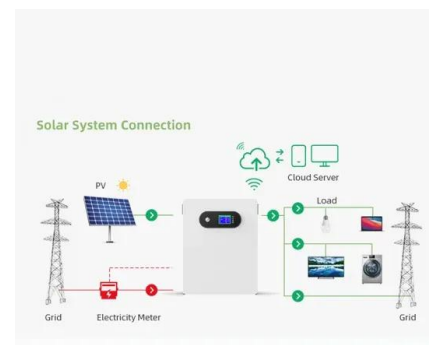 Solar System Connection
Cloud Server
PV
Load
Grid
Electricity Meter
Grid